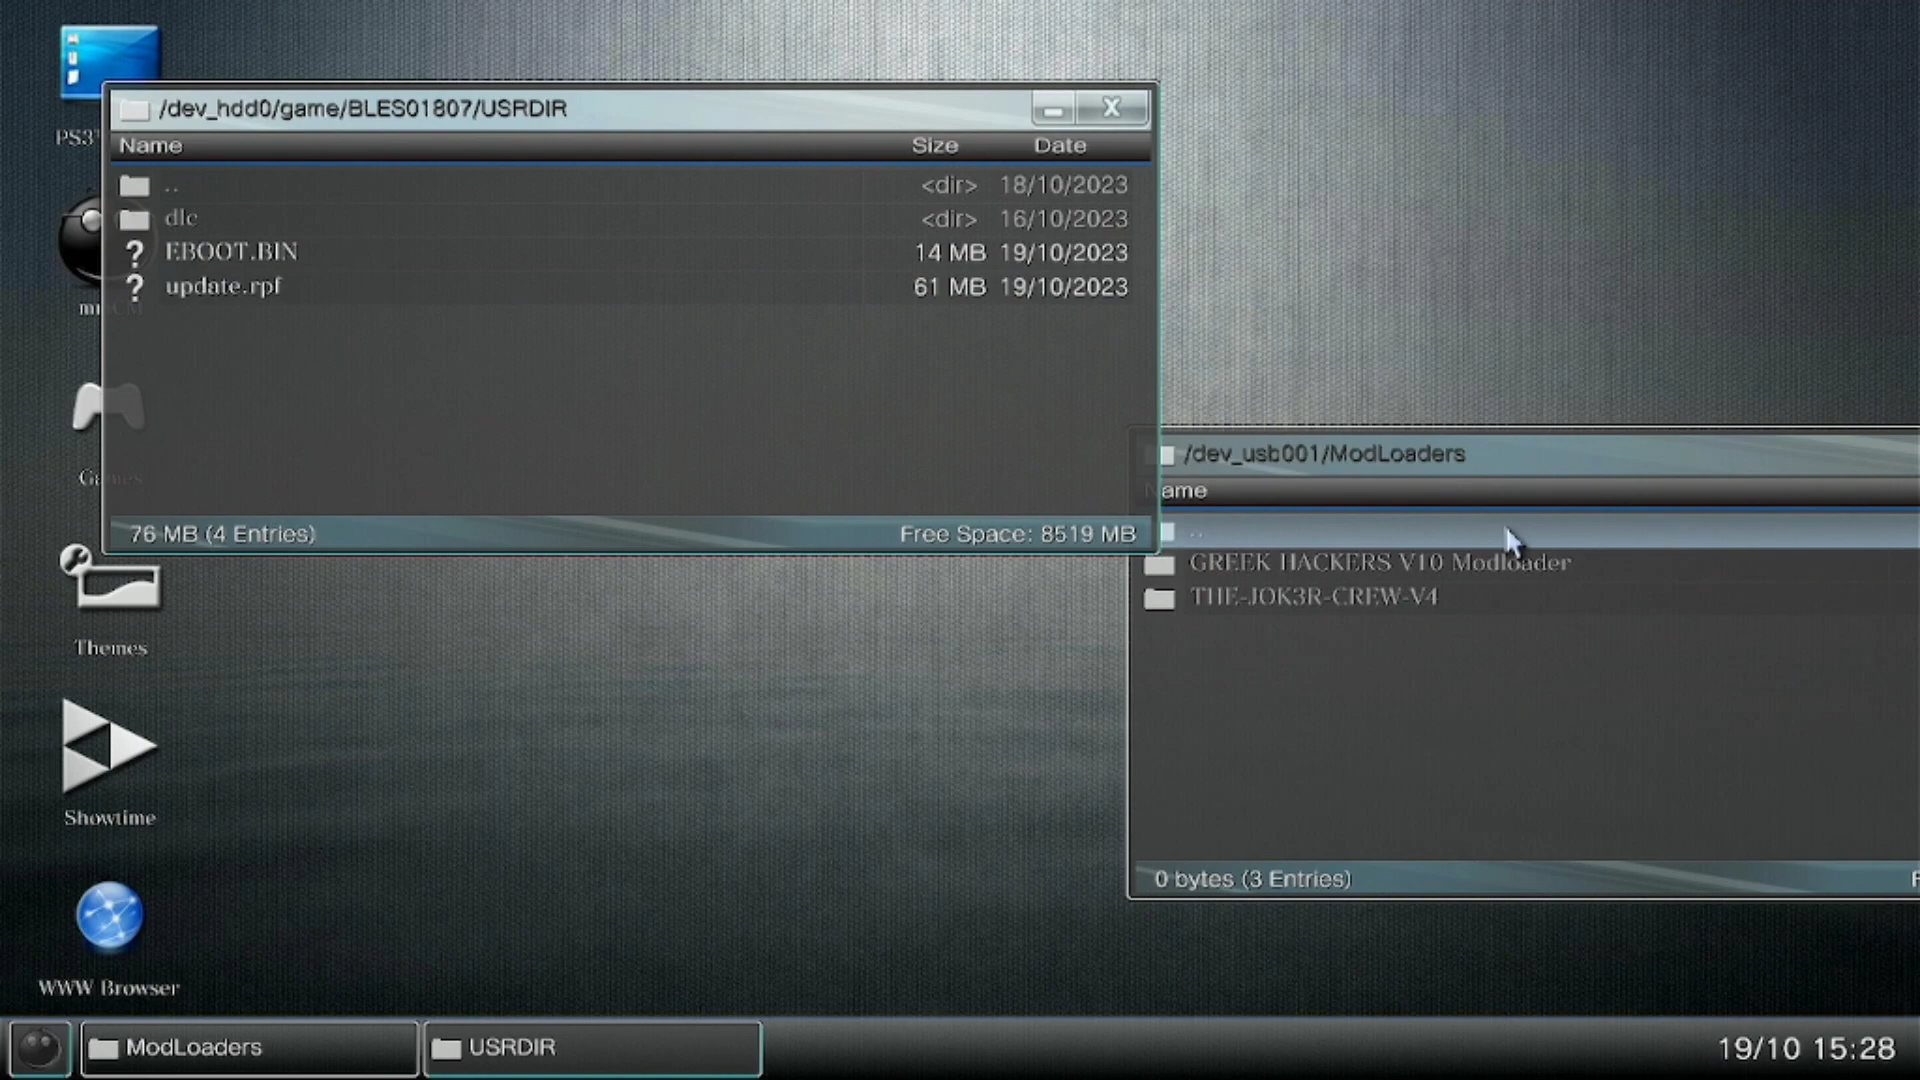 PS3
/dev_hdd0/game/BLES01807/USRDIR
Name Size Date
.. <dir> 18/10/2023
dlc <dir> 16/10/2023
EBOOT.BIN 14 MB 19/10/2023
update.rpf 61 MB 19/10/2023
76 MB (4 Entries) Free Space: 8519 MB
Games
Themes
Showtime
WWW Browser
/dev_usb001/ModLoaders
Name
..
GREEK HACKERS V10 Modloader
THE-JOK3R-CREW-V4
0 bytes (3 Entries) F
ModLoaders
USRDIR
19/10 15:28